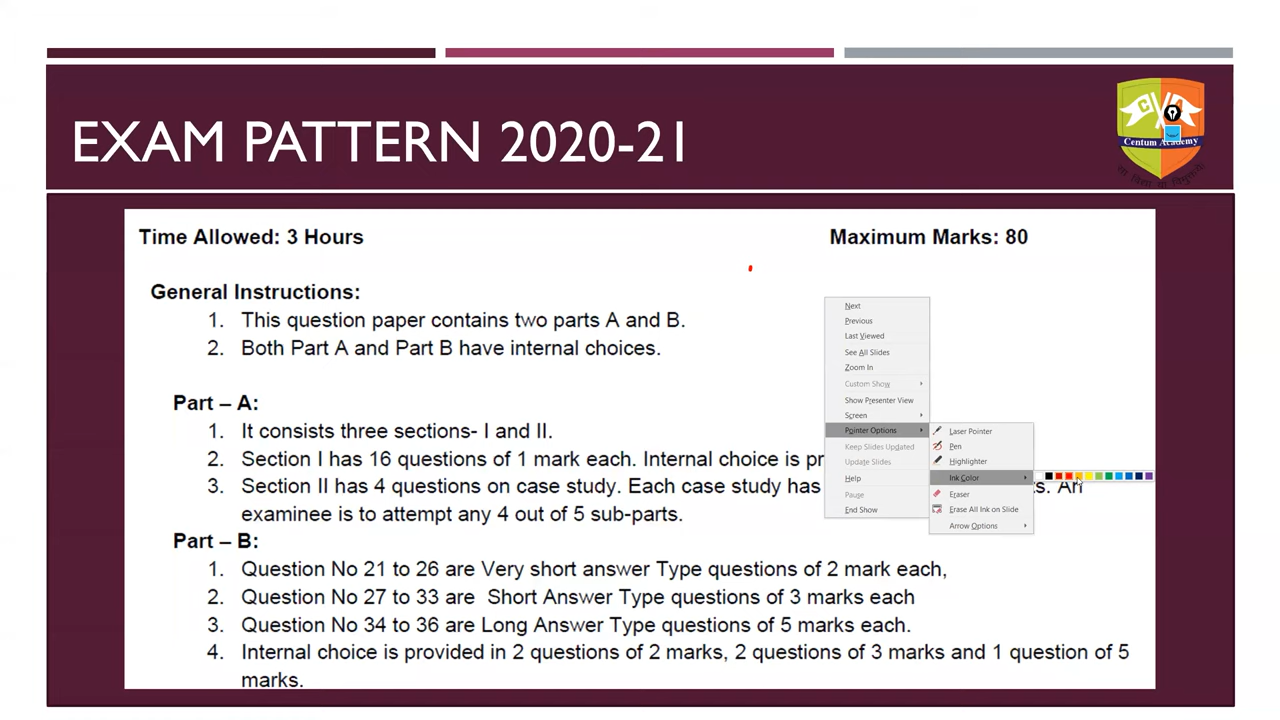 EXAM PATTERN 2020-21
Centum Academy
Time Allowed: 3 Hours Maximum Marks: 80
General Instructions:
1. This question paper contains two parts A and B.
2. Both Part A and Part B have internal choices.
Part – A:
1. It consists three sections- I and II.
2. Section I has 16 questions of 1 mark each. Internal choice is pr
3. Section II has 4 questions on case study. Each case study has ts. An
examinee is to attempt any 4 out of 5 sub-parts.
Part – B:
1. Question No 21 to 26 are Very short answer Type questions of 2 mark each,
2. Question No 27 to 33 are Short Answer Type questions of 3 marks each
3. Question No 34 to 36 are Long Answer Type questions of 5 marks each.
4. Internal choice is provided in 2 questions of 2 marks, 2 questions of 3 marks and 1 question of 5
marks.
Next
Previous
Last Viewed
See All Slides
Zoom In
Custom Show
Show Presenter View
Screen
Pointer Options
Keep Slides Updated
Update Slides
Help
Pause
End Show
Laser Pointer
Pen
Highlighter
Ink Color
Eraser
Erase All Ink on Slide
Arrow Options